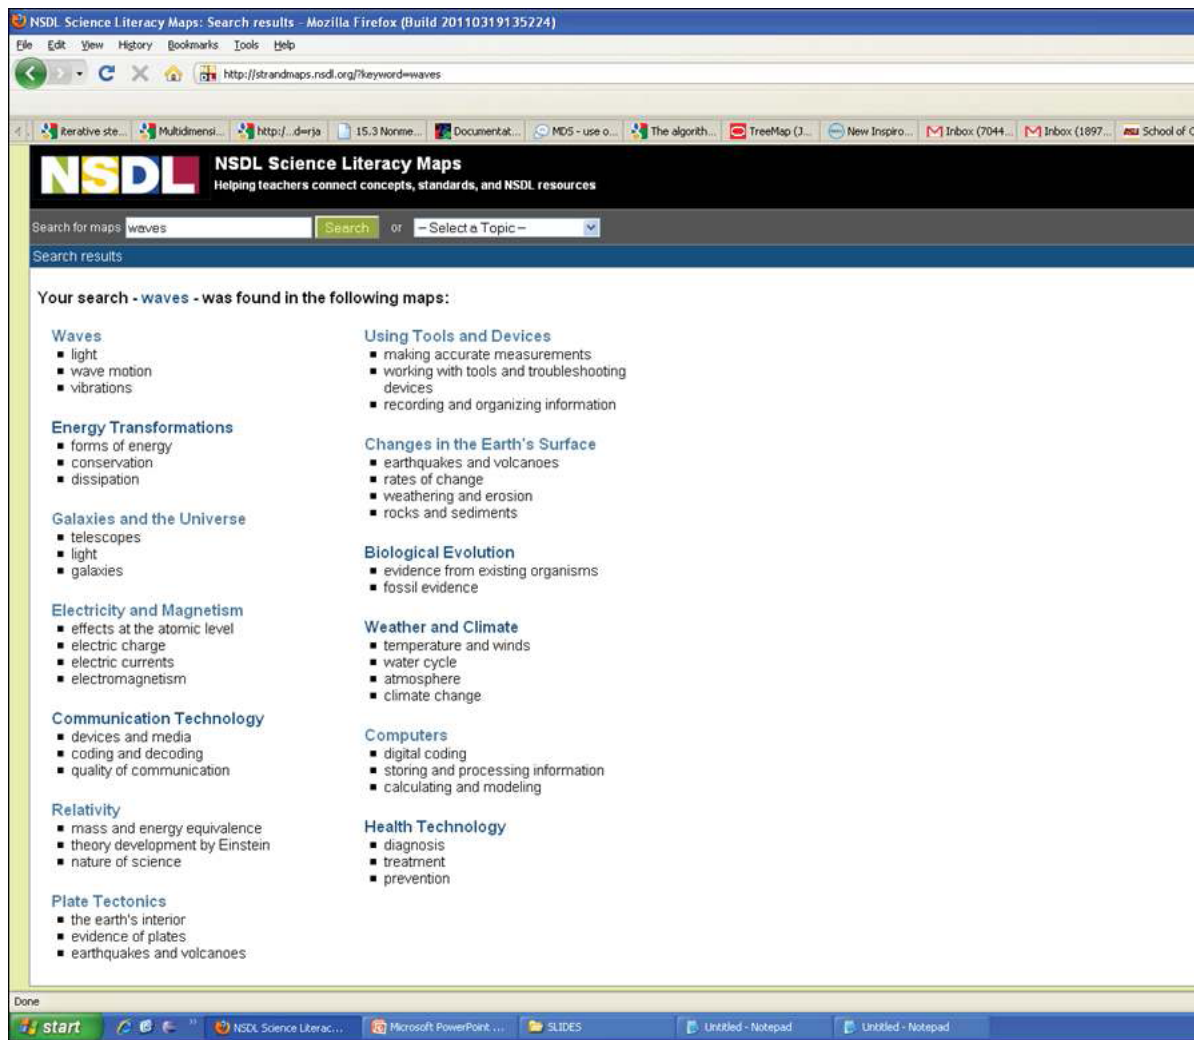 NSDL Science Literacy Maps: Search results - Mozilla Firefox (Build 20110319135224)
File Edit View History Bookmarks Tools Help
http://strandmaps.nsdl.org/?keyword=waves
iterative ste... Multidimensi... http:/...d=rja 15.3 Nonme... Documentat... MDS - use o... The algorith... TreeMap (J... New Inspiro... Inbox (7044... Inbox (1897... School of C
NSDL
NSDL Science Literacy Maps
Helping teachers connect concepts, standards, and NSDL resources
Search for maps waves Search or – Select a Topic –
Search results
Your search - waves - was found in the following maps:
Waves
light
wave motion
vibrations
Energy Transformations
forms of energy
conservation
dissipation
Galaxies and the Universe
telescopes
light
galaxies
Electricity and Magnetism
effects at the atomic level
electric charge
electric currents
electromagnetism
Communication Technology
devices and media
coding and decoding
quality of communication
Relativity
mass and energy equivalence
theory development by Einstein
nature of science
Plate Tectonics
the earth's interior
evidence of plates
earthquakes and volcanoes
Using Tools and Devices
making accurate measurements
working with tools and troubleshooting
devices
recording and organizing information
Changes in the Earth's Surface
earthquakes and volcanoes
rates of change
weathering and erosion
rocks and sediments
Biological Evolution
evidence from existing organisms
fossil evidence
Weather and Climate
temperature and winds
water cycle
atmosphere
climate change
Computers
digital coding
storing and processing information
calculating and modeling
Health Technology
diagnosis
treatment
prevention
Done
start NSDL Science Literac... Microsoft PowerPoint ... SLIDES Untitled - Notepad Untitled - Notepad